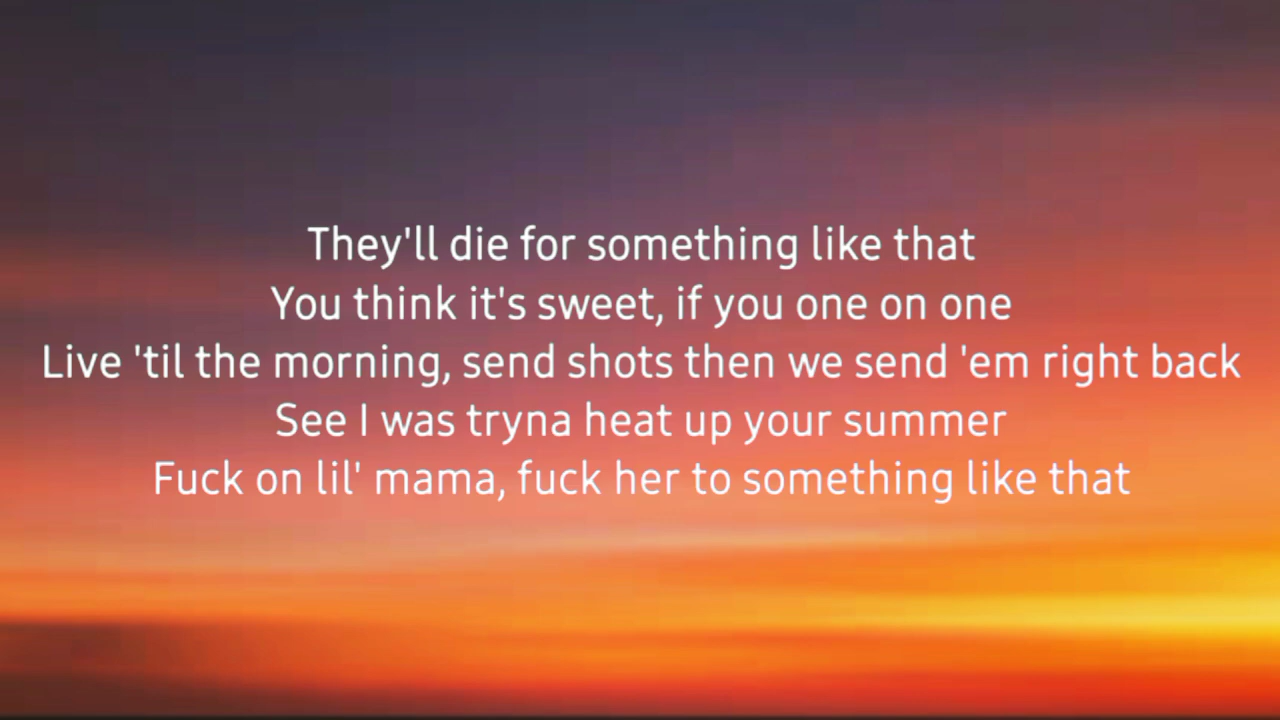 They'll die for something like that
You think it's sweet, if you one on one
Live 'til the morning, send shots then we send 'em right back
See I was tryna heat up your summer
Fuck on lil' mama, fuck her to something like that